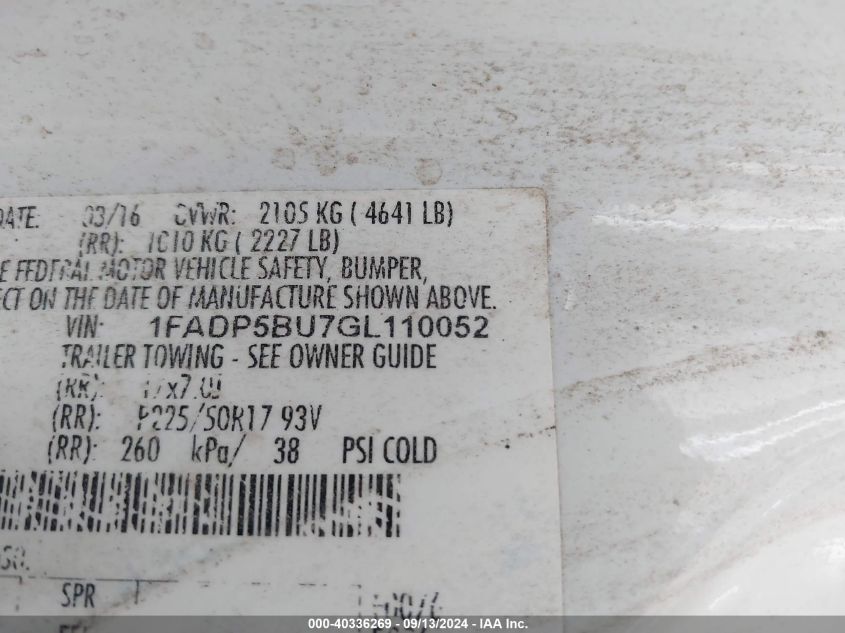 DATE: 03/16 GVWR: 2105 KG ( 4641 LB)
(RR): 1010 KG ( 2227 LB)
E FEDERAL MOTOR VEHICLE SAFETY, BUMPER,
ECT ON THE DATE OF MANUFACTURE SHOWN ABOVE.
VIN: 1FADP5BU7GL110052
TRAILER TOWING - SEE OWNER GUIDE
(RR): 17x7.0J
(RR): P225/50R17 93V
(RR): 260 kPa/ 38 PSI COLD
SPR
000-40336269 - 09/13/2024 - IAA Inc.